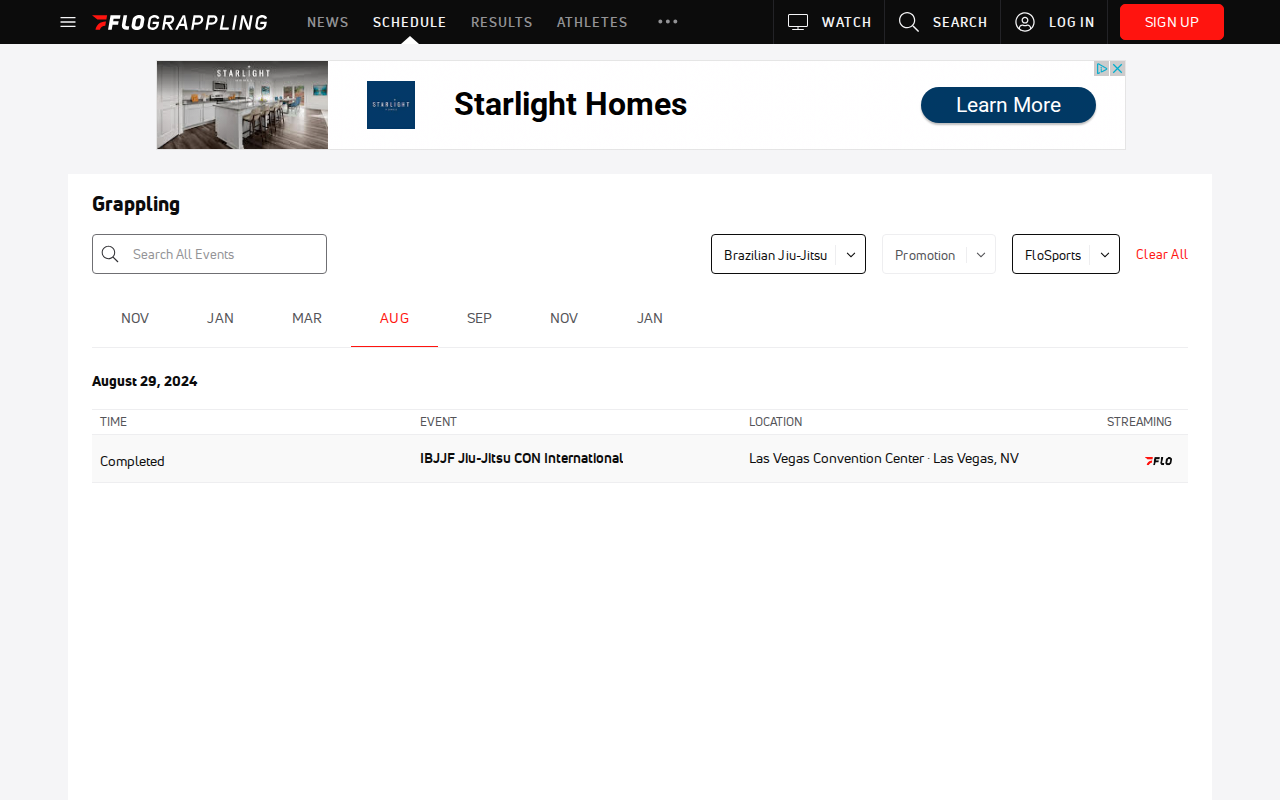 FLOGRAPPLING NEWS SCHEDULE RESULTS ATHLETES WATCH SEARCH LOG IN SIGN UP
STARLIGHT
STARLIGHT
Starlight Homes
Learn More
Grappling
Search All Events
Brazilian Jiu-Jitsu
Promotion
FloSports
Clear All
NOV JAN MAR AUG SEP NOV JAN
August 29, 2024
TIME EVENT LOCATION STREAMING
Completed IBJJF Jiu-Jitsu CON International Las Vegas Convention Center · Las Vegas, NV FLO